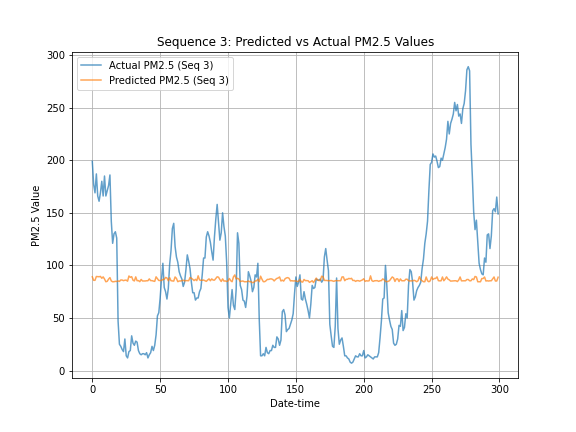 Sequence 3: Predicted vs Actual PM2.5 Values
Actual PM2.5 (Seq 3)
Predicted PM2.5 (Seq 3)
PM2.5 Value
300
250
200
150
100
50
0
0 50 100 150 200 250 300
Date-time